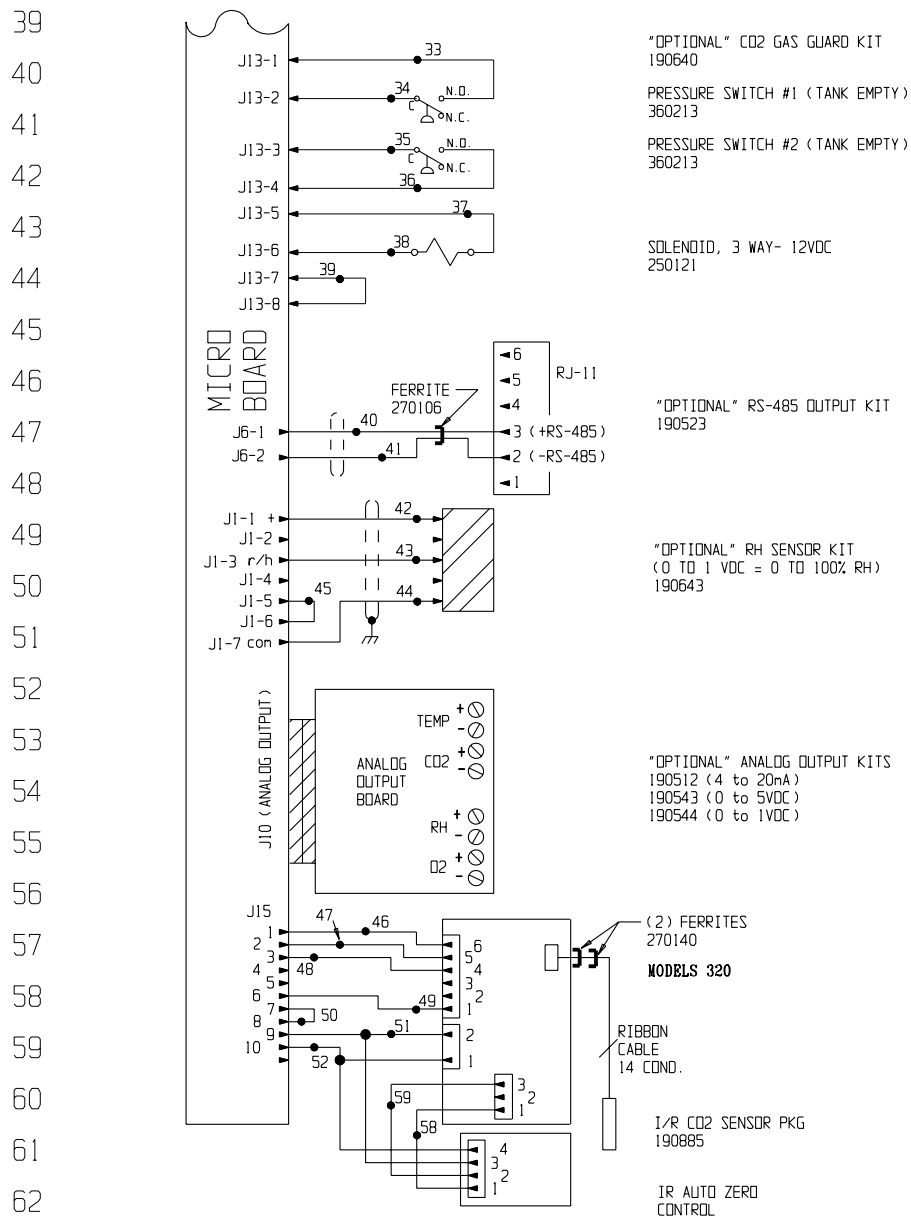 39
33
"OPTIONAL" CO2 GAS GUARD KIT
190640
J13-1
40
34 N.O.
PRESSURE SWITCH #1 (TANK EMPTY)
360213
J13-2
C
N.C.
41
35 N.O.
PRESSURE SWITCH #2 (TANK EMPTY)
360213
J13-3
C
N.C.
42
36
J13-4
37
J13-5
43
38
SOLENOID, 3 WAY- 12VDC
250121
J13-6
44
39
J13-7
J13-8
45
MICRO
BOARD
46
6
5
4
RJ-11
FERRITE
270106
"OPTIONAL" RS-485 OUTPUT KIT
190523
47
J6-1
40
3 (+RS-485)
J6-2
41
2 (-RS-485)
48
1
J1-1 +
42
49
J1-2
J1-3 r/h
43
"OPTIONAL" RH SENSOR KIT
(0 TO 1 VDC = 0 TO 100% RH)
190643
J1-4
50
45
44
J1-5
J1-6
51
J1-7 com
52
J10 (ANALOG OUTPUT)
53
TEMP + -
CO2 + -
ANALOG
OUTPUT
BOARD
"OPTIONAL" ANALOG OUTPUT KITS
190512 (4 to 20mA)
190543 (0 to 5VDC)
190544 (0 to 1VDC)
54
RH + -
55
O2 + -
56
J15
47
46
(2) FERRITES
270140
57
1
2
3
4
5
6
7
8
9
10
48
6
5
4
3
2
1
MODELS 320
58
49
50
51
2
1
59
52
RIBBON
CABLE
14 COND.
60
59
3
2
1
58
I/R CO2 SENSOR PKG
190885
61
4
3
2
1
62
IR AUTO ZERO
CONTROL